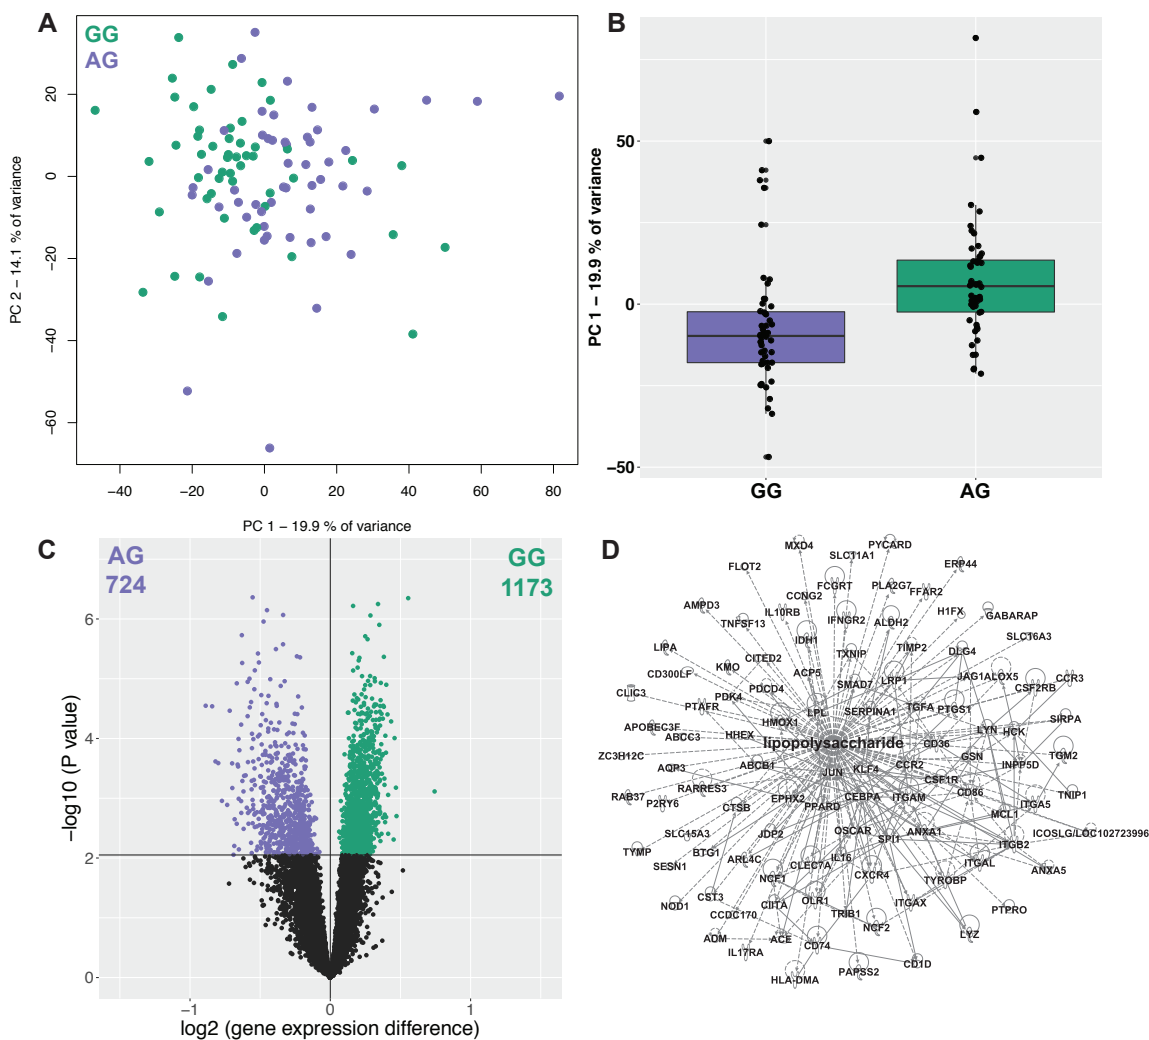 A
GG
AG
20
0
−20
−40
−60
PC 2 − 14.1 % of variance
−40
−20
0
20
40
60
80
PC 1 − 19.9 % of variance
B
50
0
−50
PC 1 − 19.9 % of variance
GG
AG
C
AG
724
GG
1173
6
4
2
0
−log10 (P value)
−1
0
1
log2 (gene expression difference)
D
MXD4
PYCARD
SLC11A1
FLOT2
ERP44
FCGRT
PLA2G7
CCNG2
FFAR2
AMPD3
IL10RB
H1FX
GABARAP
TNFSF13
IFNGR2
ALDH2
IDH1
SLC16A3
LIPA
TXNIP
TIMP2
DLG4
CITED2
KMO
CD300LF
ACP5
JAG1
ALOX5
CCR3
SMAD7
LRP1
CSF2RB
CLIC3
PDCD4
PDK4
PTAFR
LPL
SERPINA1
TGFA
PTGS1
SIRPA
HMOX1
APOBEC3F
ABCC3
HHEX
LYN
HCK
lipopolysaccharide
CD36
ZC3H12C
GSN
TGM2
AQP3
ABCB1
JUN
KLF4
CCR2
INPP5D
CSF1R
RARRES3
CD86
RAB37
P2RY6
CTSB
EPHX2
PPARD
CEBPA
ITGAM
TNIP1
ITGA5
MCL1
SLC15A3
JDP2
OSCAR
ANXA1
SPI1
ICOSLG/LOC102723996
ITGB2
TYMP
BTG1
ARL4C
CLEC7A
IL16
ITGAL
SESN1
NCF1
CXCR4
TYROBP
ANXA5
NOD1
CST3
CIITA
OLR1
ITGAX
PTPRO
CCDC170
TRIB1
NCF2
LYZ
ADM
ACE
CD74
IL17RA
CD1D
HLA-DMA
PAPSS2